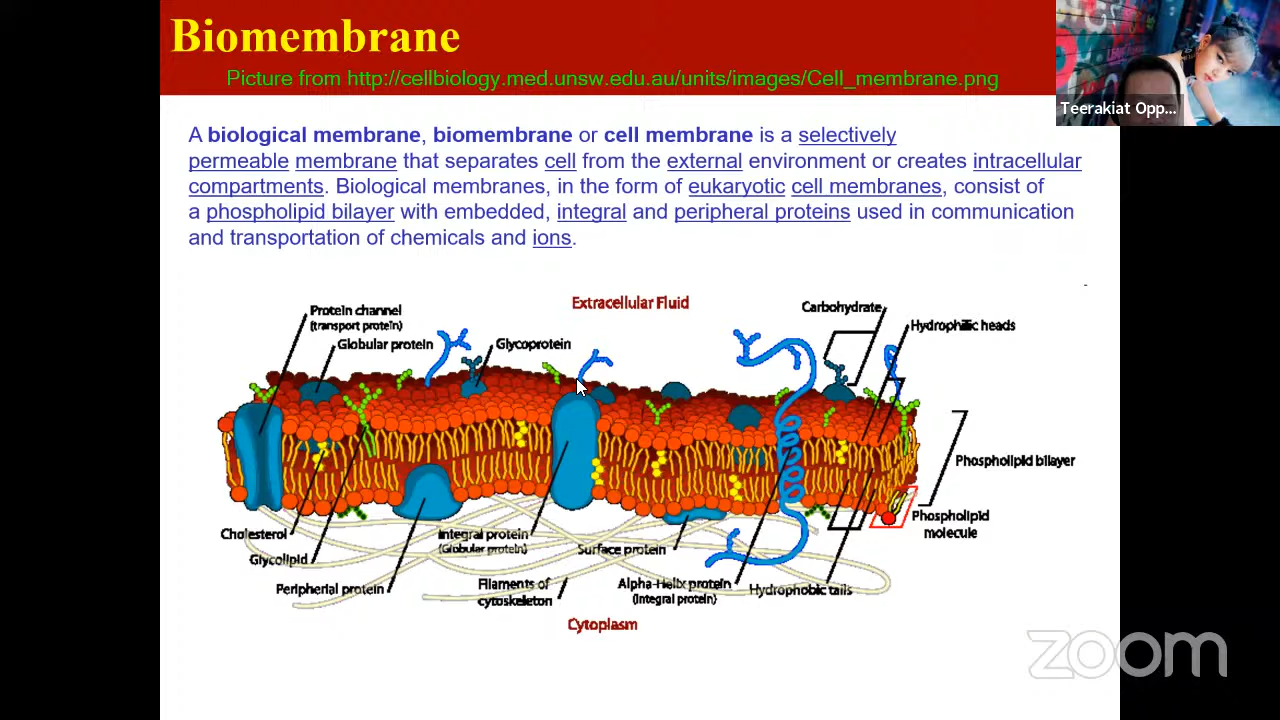 Biomembrane
Picture from http://cellbiology.med.unsw.edu.au/units/images/Cell_membrane.png
Teerakiat Opp...
A biological membrane, biomembrane or cell membrane is a selectively
permeable membrane that separates cell from the external environment or creates intracellular
compartments. Biological membranes, in the form of eukaryotic cell membranes, consist of
a phospholipid bilayer with embedded, integral and peripheral proteins used in communication
and transportation of chemicals and ions.
Extracellular Fluid
Protein channel
(transport protein)
Globular protein
Glycoprotein
Carbohydrate
Hydrophilic heads
Phospholipid bilayer
Phospholipid
molecule
Cholesterol
Glycolipid
Peripherial protein
Integral protein
(Globular protein)
Filaments of
cytoskeleton
Surface protein
Alpha-Helix protein
(Integral protein)
Hydrophobic tails
Cytoplasm
zoom